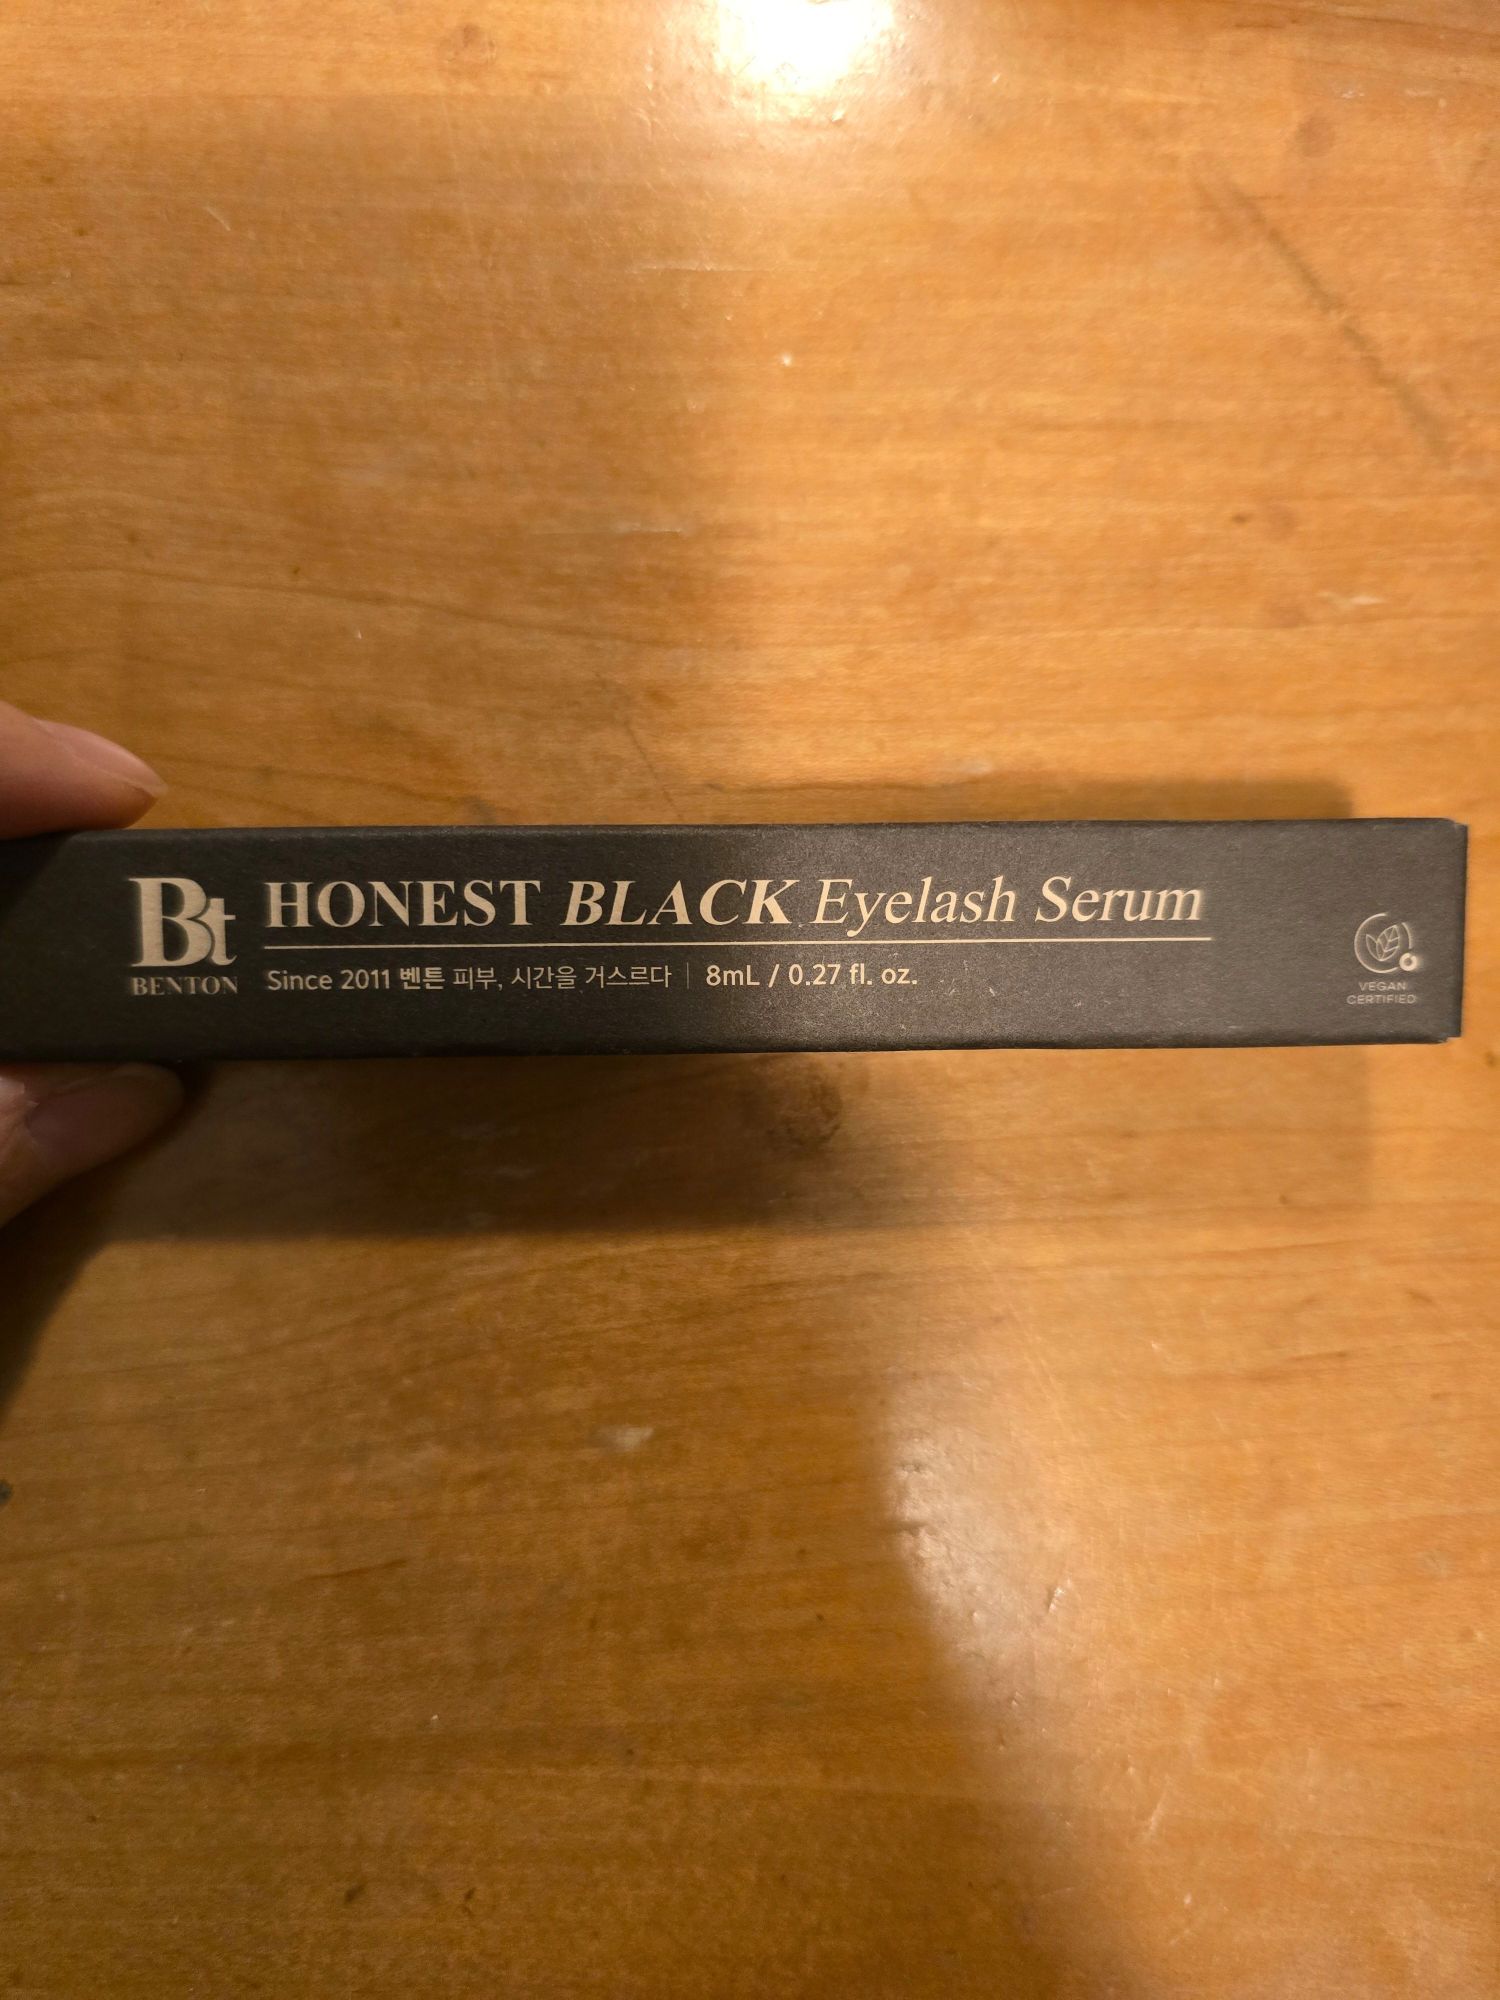 Bt
BENTON
HONEST BLACK Eyelash Serum
Since 2011 벤튼 피부, 시간을 거스르다 | 8mL / 0.27 fl. oz.
VEGAN
CERTIFIED